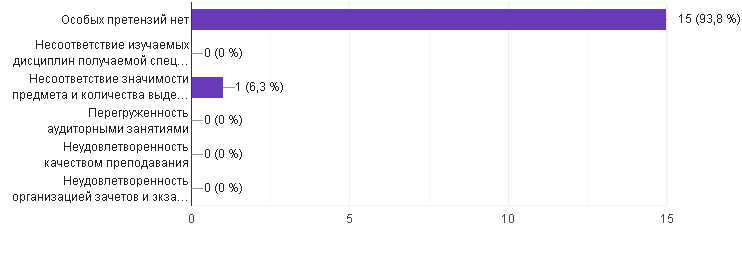 Особых претензий нет
15 (93,8 %)
Несоответствие изучаемых
дисциплин получаемой спец…
0 (0 %)
Несоответствие значимости
предмета и количества выде…
1 (6,3 %)
Перегруженность
аудиторными занятиями
0 (0 %)
Неудовлетворенность
качеством преподавания
0 (0 %)
Неудовлетворенность
организацией зачетов и экза…
0 (0 %)
0
5
10
15